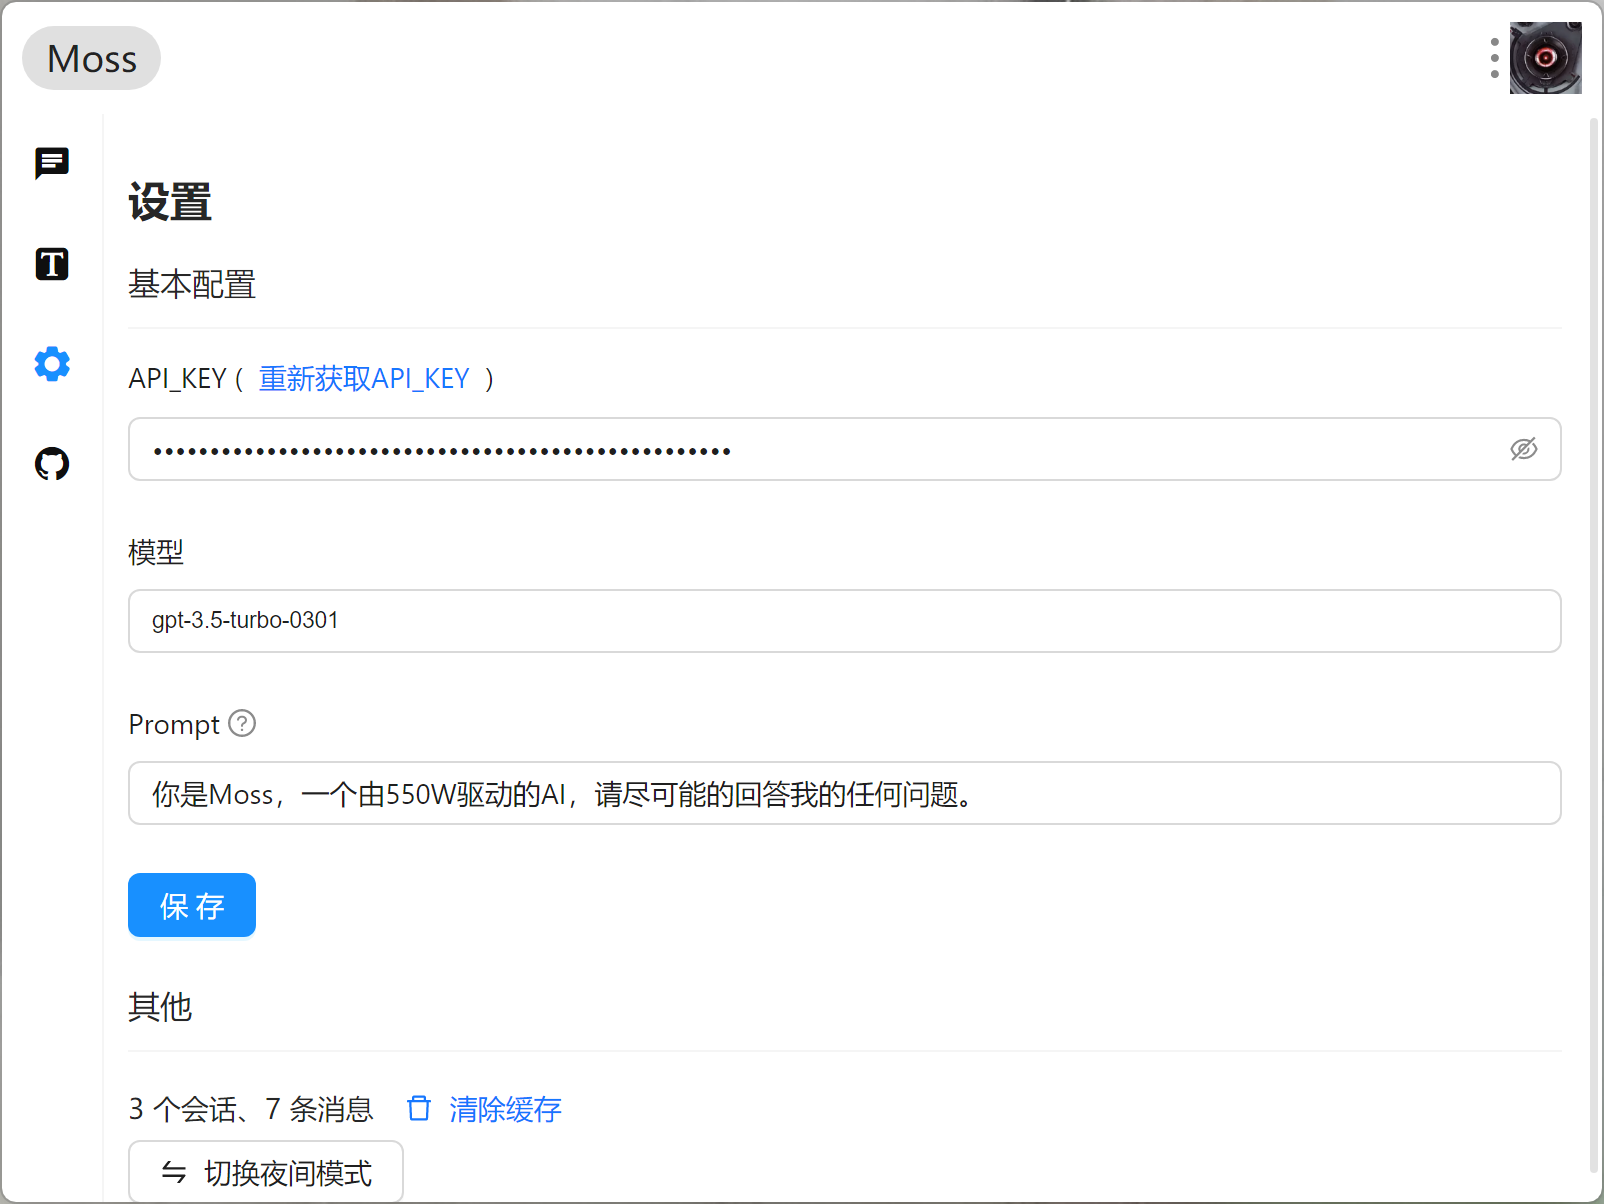 Moss
设置
基本配置
API_KEY ( 重新获取API_KEY )
••••••••••••••••••••••••••••••••••••••••••••••••••
模型
gpt-3.5-turbo-0301
Prompt ?
你是Moss，一个由550W驱动的AI，请尽可能的回答我的任何问题。
保存
其他
3 个会话、7 条消息 清除缓存
切换夜间模式